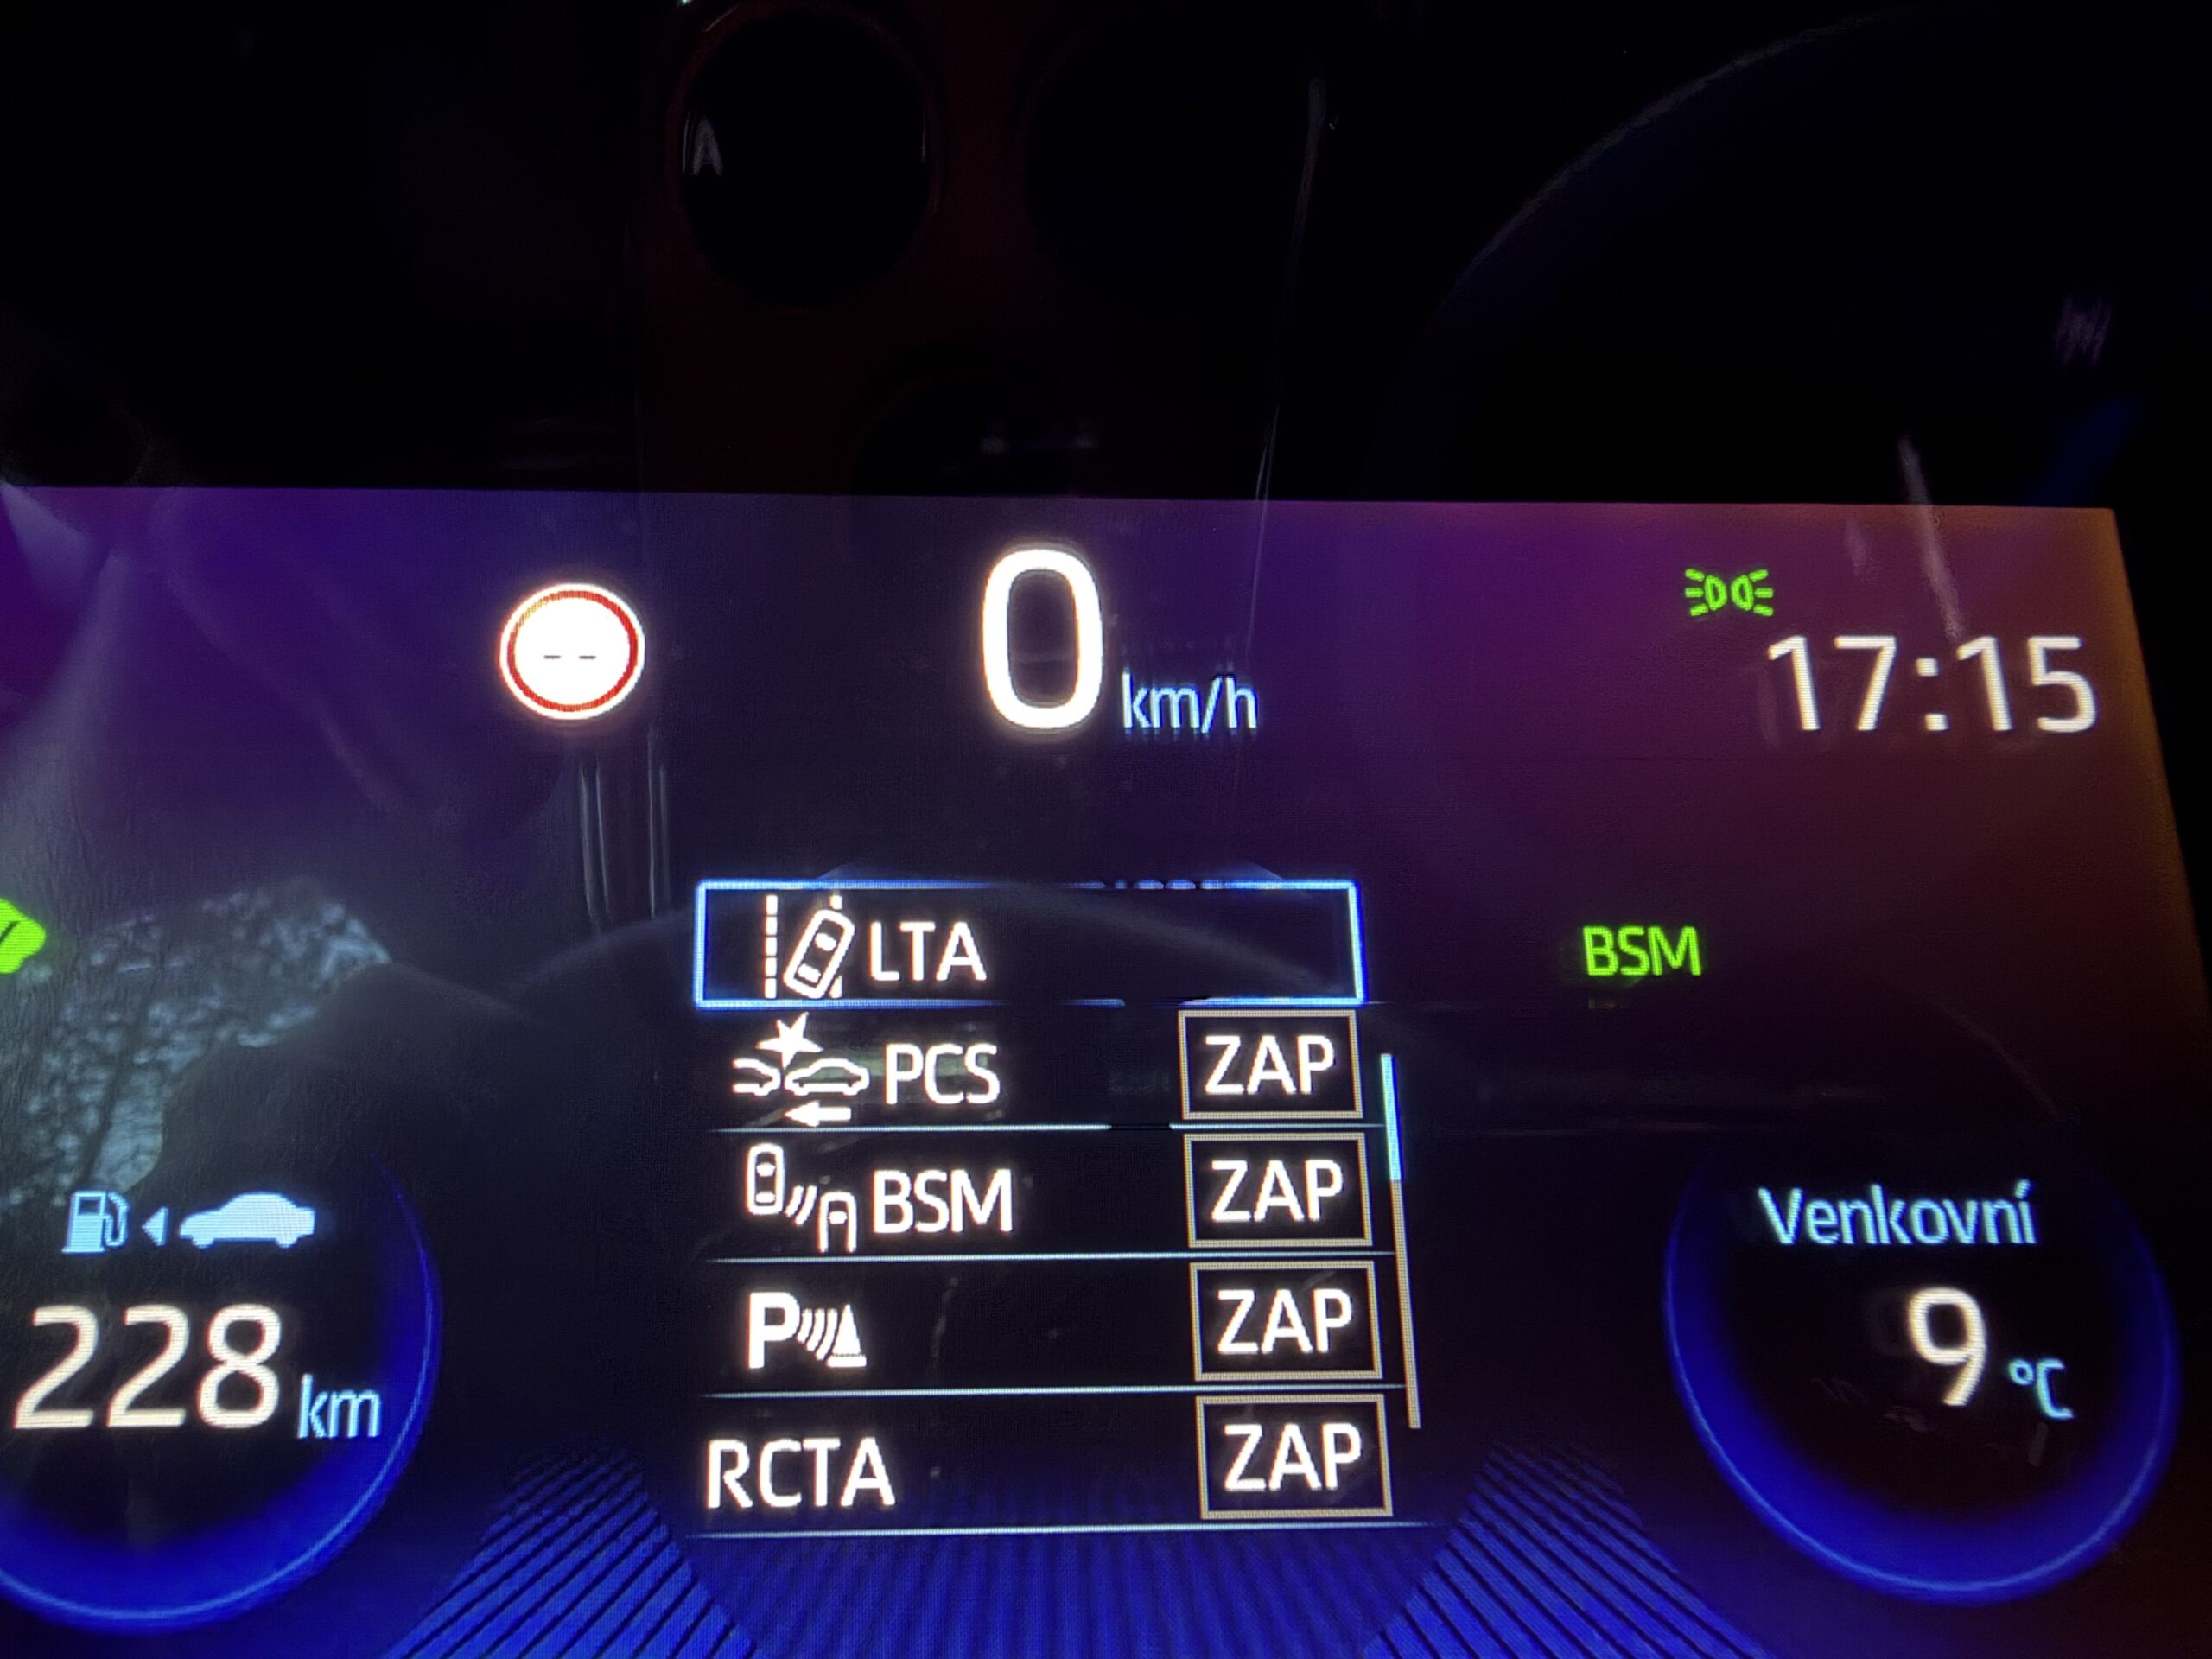 -- 0 km/h
17:15
LTA
BSM
PCS ZAP
BSM ZAP
P ZAP
RCTA ZAP
228 km
Venkovní
9 °C